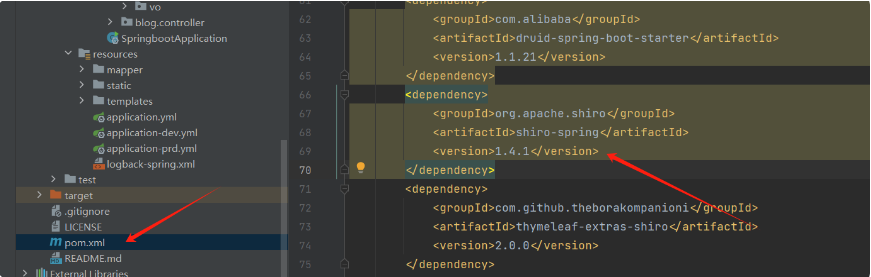 vo
blog.controller
SpringbootApplication
resources
mapper
static
templates
application.yml
application-dev.yml
application-prd.yml
logback-spring.xml
test
target
.gitignore
LICENSE
pom.xml
README.md
External Libraries
62 <groupId>com.alibaba</groupId>
63 <artifactId>druid-spring-boot-starter</artifactId>
64 <version>1.1.21</version>
65 </dependency>
66 <dependency>
67 <groupId>org.apache.shiro</groupId>
68 <artifactId>shiro-spring</artifactId>
69 <version>1.4.1</version>
70 </dependency>
71 <dependency>
72 <groupId>com.github.theborakompanioni</groupId>
73 <artifactId>thymeleaf-extras-shiro</artifactId>
74 <version>2.0.0</version>
75 </dependency>